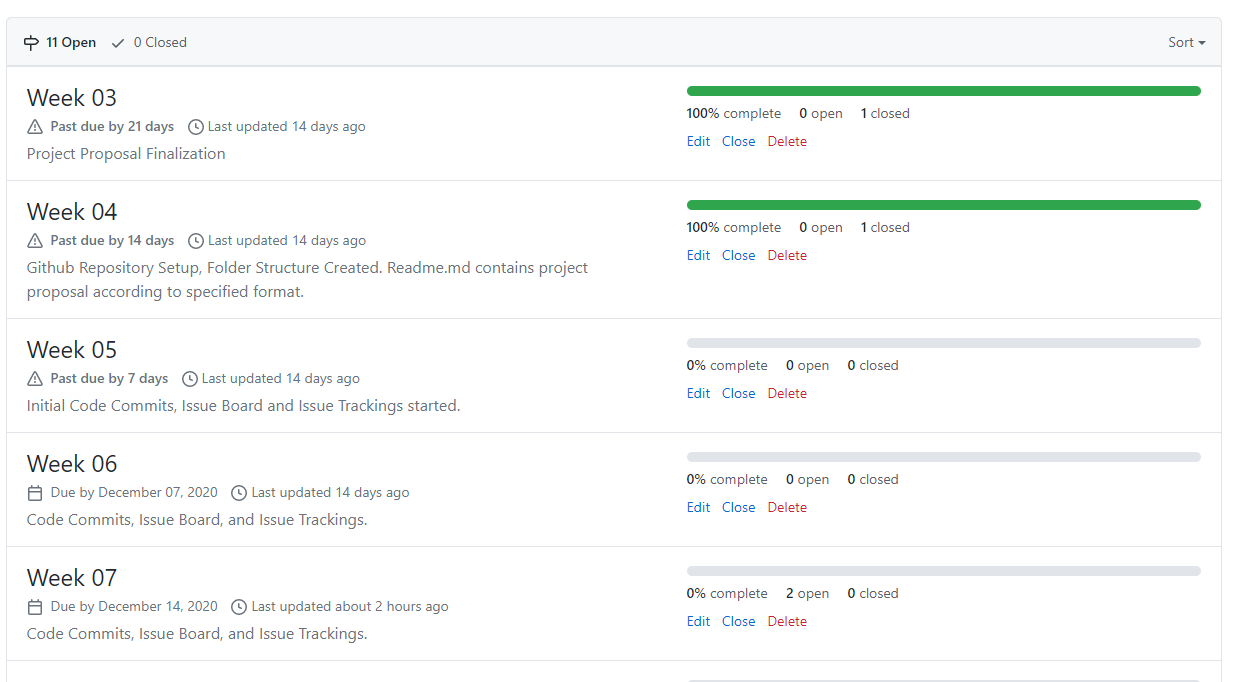 11 Open 0 Closed Sort
Week 03
Past due by 21 days Last updated 14 days ago
Project Proposal Finalization
100% complete 0 open 1 closed
Edit Close Delete
Week 04
Past due by 14 days Last updated 14 days ago
Github Repository Setup, Folder Structure Created. Readme.md contains project
proposal according to specified format.
100% complete 0 open 1 closed
Edit Close Delete
Week 05
Past due by 7 days Last updated 14 days ago
Initial Code Commits, Issue Board and Issue Trackings started.
0% complete 0 open 0 closed
Edit Close Delete
Week 06
Due by December 07, 2020 Last updated 14 days ago
Code Commits, Issue Board, and Issue Trackings.
0% complete 0 open 0 closed
Edit Close Delete
Week 07
Due by December 14, 2020 Last updated about 2 hours ago
Code Commits, Issue Board, and Issue Trackings.
0% complete 2 open 0 closed
Edit Close Delete